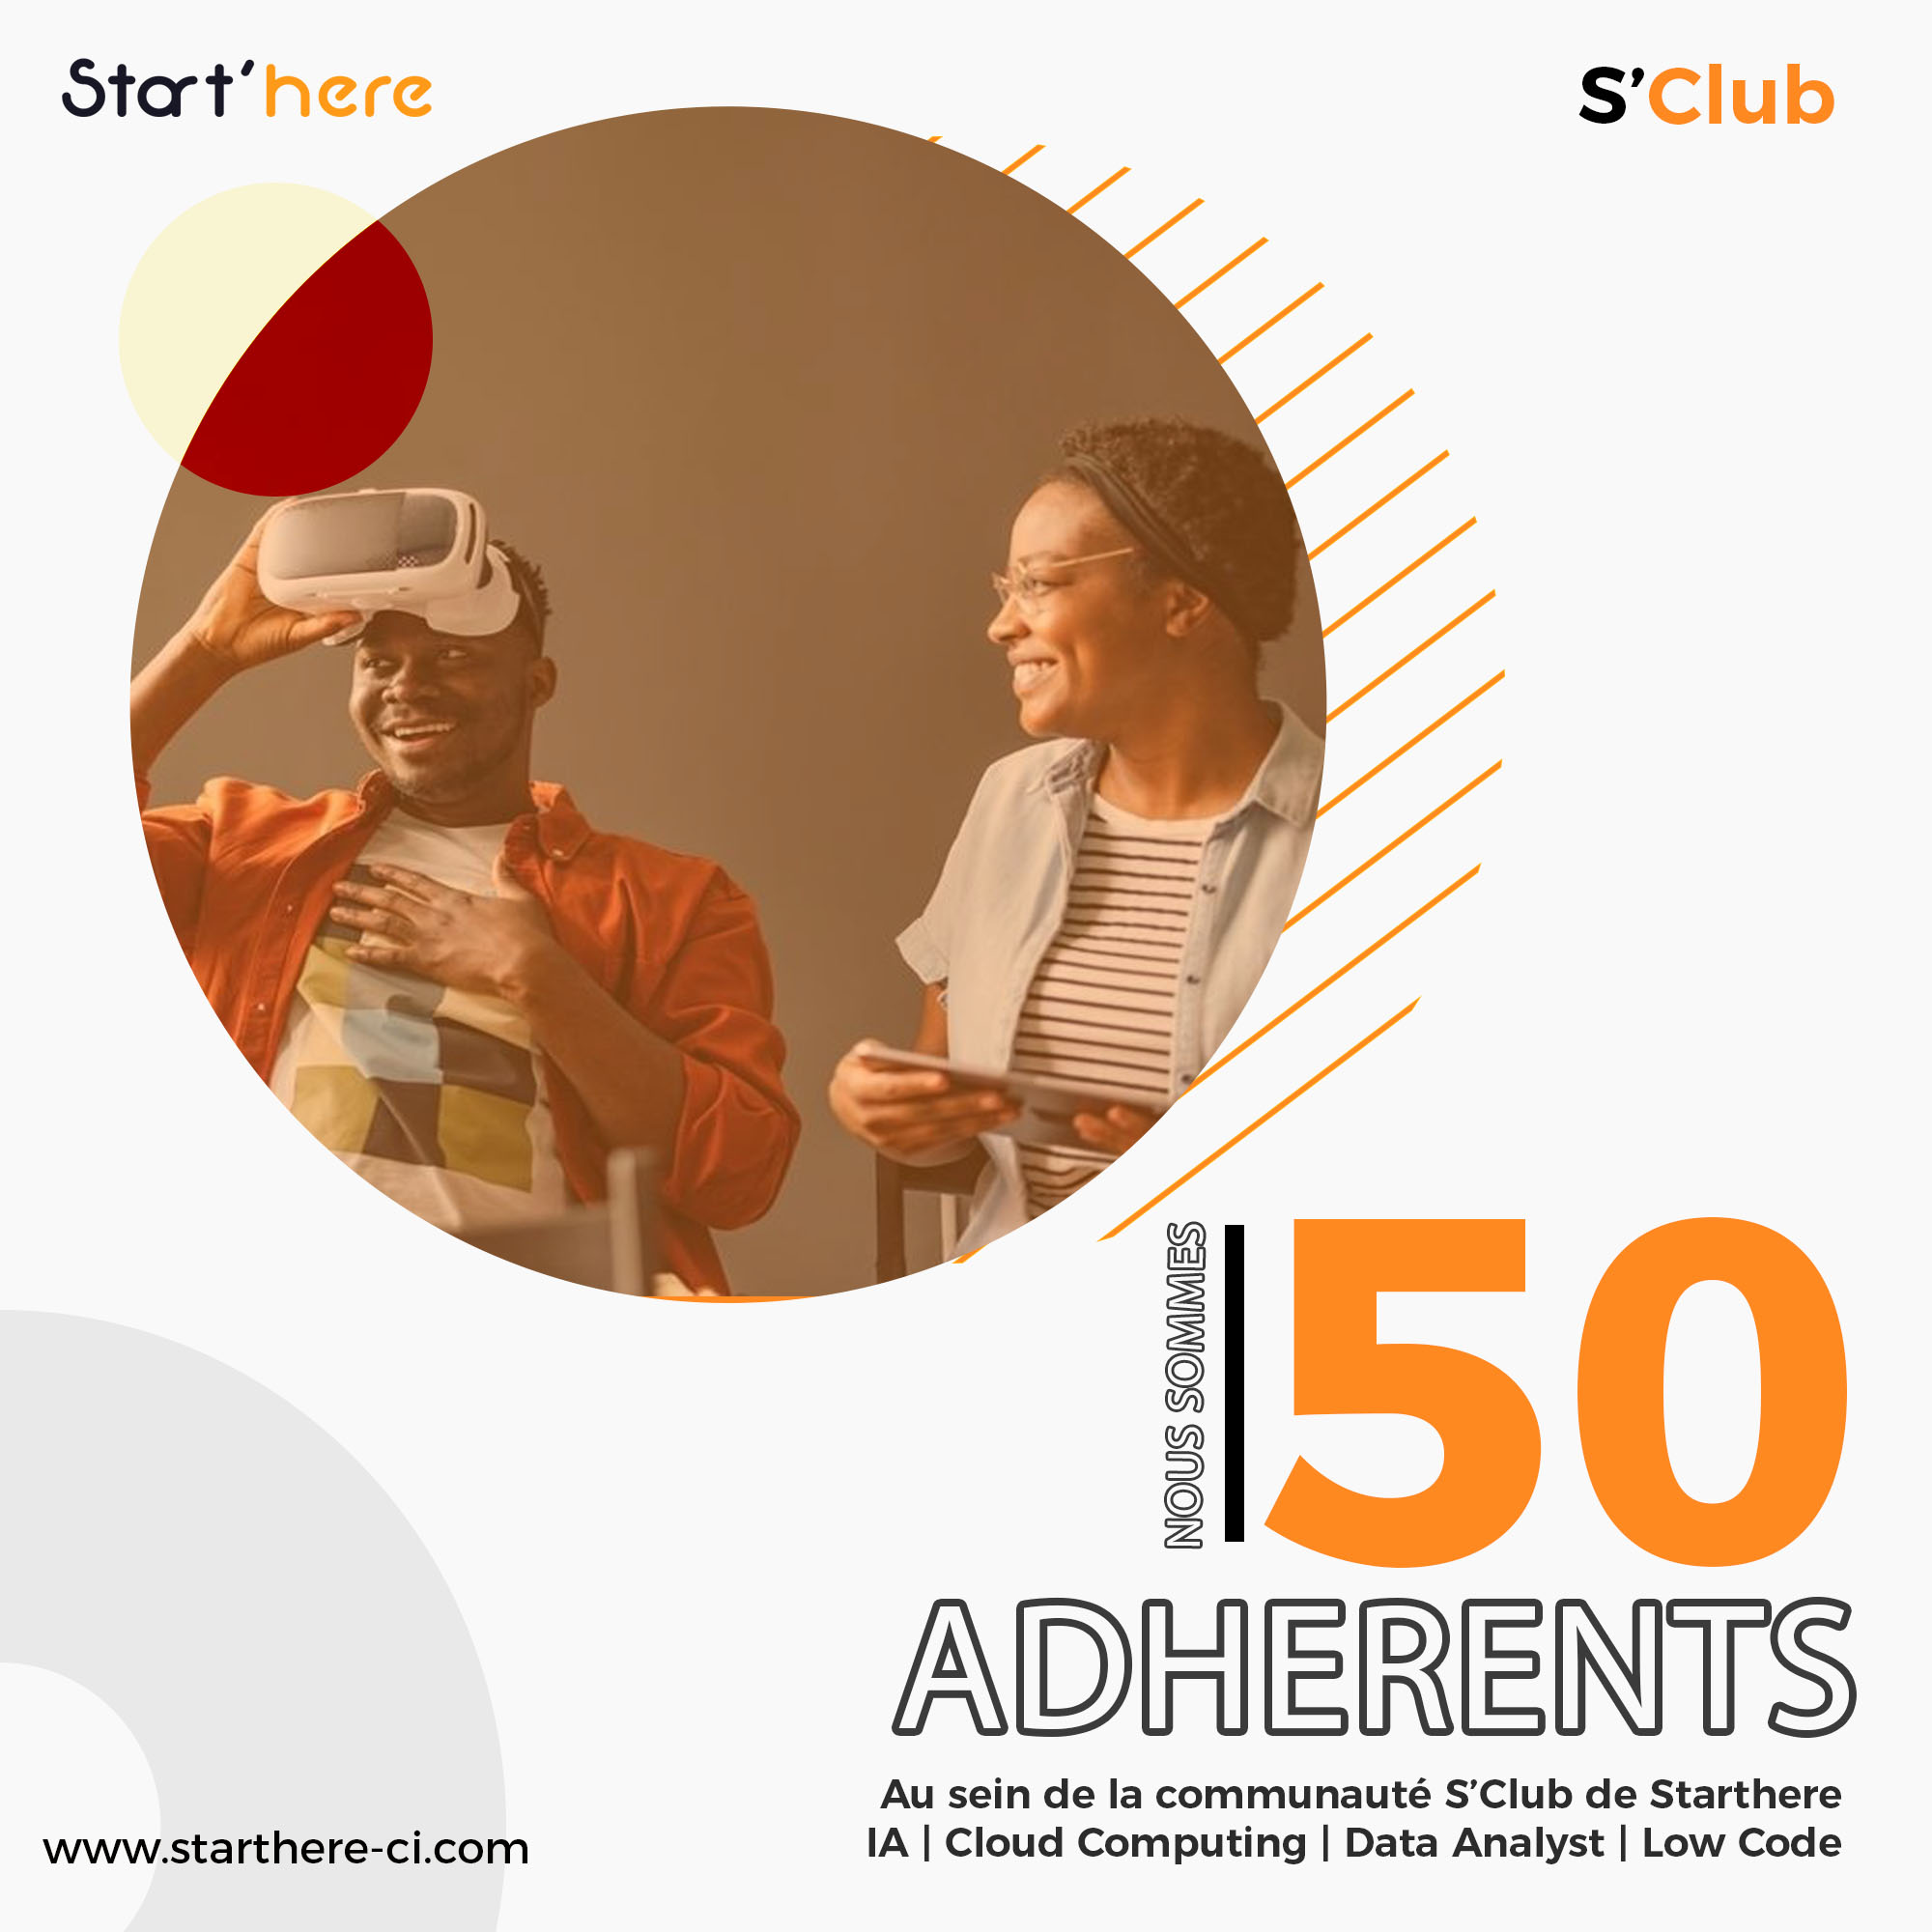 Start'here
S'Club
NOUS SOMMES
50
ADHERENTS
Au sein de la communauté S'Club de Starthere
IA | Cloud Computing | Data Analyst | Low Code
www.starthere-ci.com